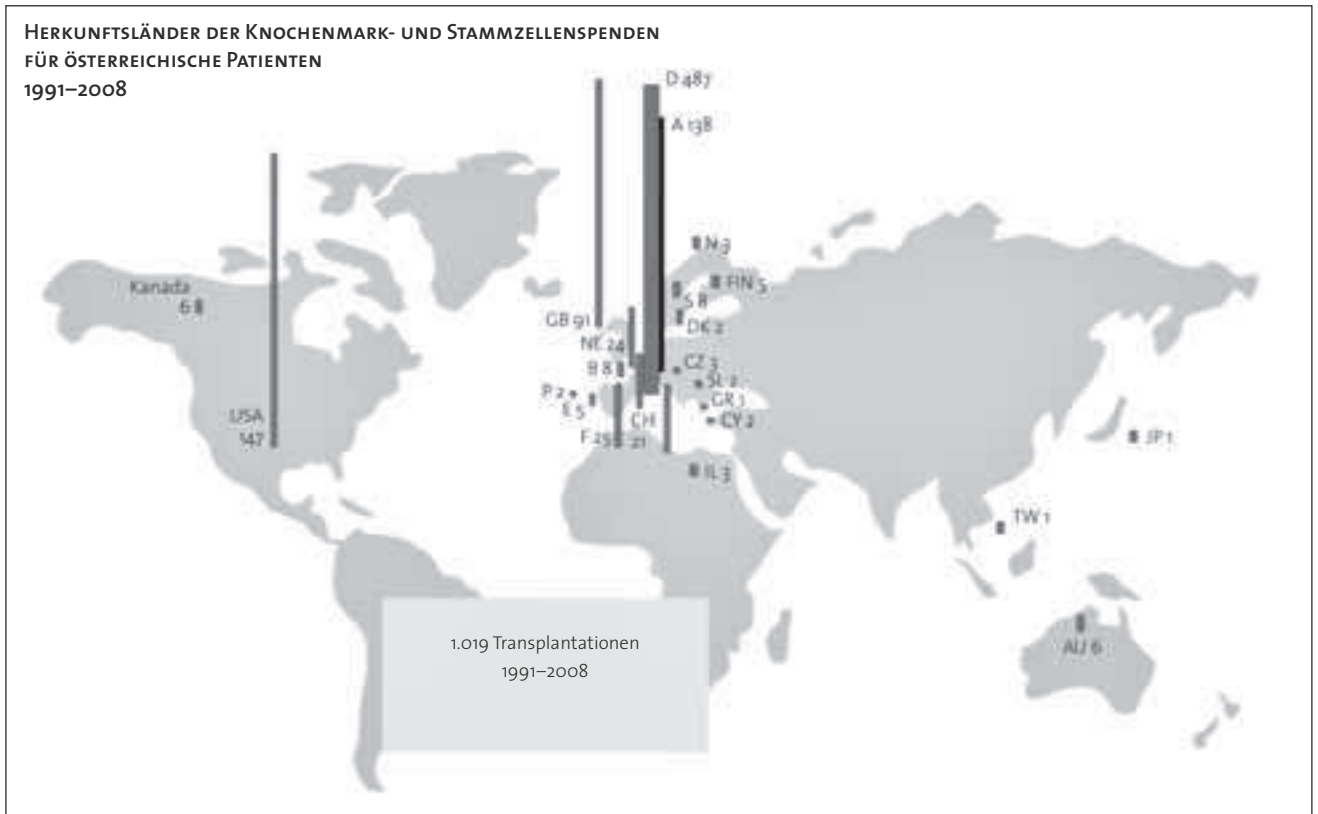 Herkunftsländer der Knochenmark- und Stammzellenspenden
für österreichische Patienten
1991–2008
D 487
A 138
N 3
Kanada
6
FIN 5
S 8
GB 91
DK 2
NL 24
CZ 3
B 8
SL 2
P 2
E 5
GR 1
USA
147
CH
21
CY 2
F 25
JP 1
IL 3
TW 1
AU 6
1.019 Transplantationen
1991–2008